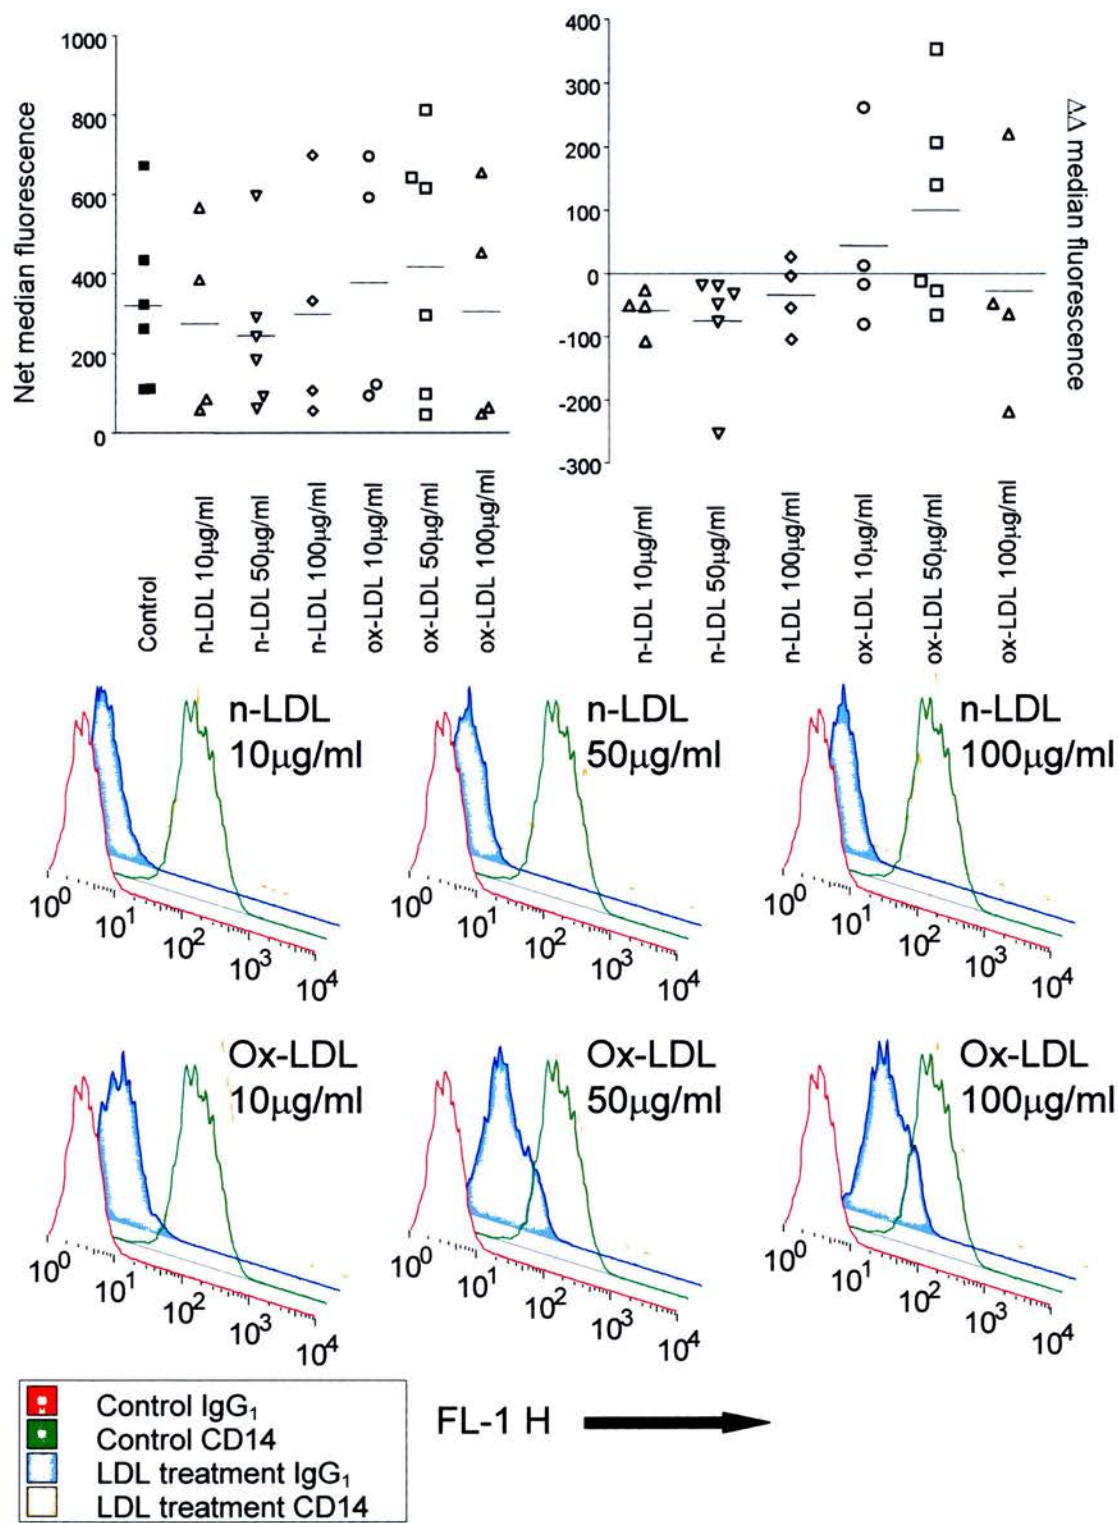 1000
800
600
400
200
0
Net median fluorescence
Control
n-LDL 10µg/ml
n-LDL 50µg/ml
n-LDL 100µg/ml
ox-LDL 10µg/ml
ox-LDL 50µg/ml
ox-LDL 100µg/ml
400
300
200
100
0
-100
-200
-300
ΔΔ median fluorescence
n-LDL 10µg/ml
n-LDL 50µg/ml
n-LDL 100µg/ml
ox-LDL 10µg/ml
ox-LDL 50µg/ml
ox-LDL 100µg/ml
n-LDL
10µg/ml
10⁰ 10¹ 10² 10³ 10⁴
n-LDL
50µg/ml
10⁰ 10¹ 10² 10³ 10⁴
n-LDL
100µg/ml
10⁰ 10¹ 10² 10³ 10⁴
Ox-LDL
10µg/ml
10⁰ 10¹ 10² 10³ 10⁴
Ox-LDL
50µg/ml
10⁰ 10¹ 10² 10³ 10⁴
Ox-LDL
100µg/ml
10⁰ 10¹ 10² 10³ 10⁴
Control IgG₁
Control CD14
LDL treatment IgG₁
LDL treatment CD14
FL-1 H